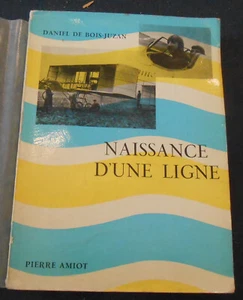 DANIEL DE BOIS-JUZAN
NAISSANCE
D'UNE LIGNE
PIERRE AMIOT